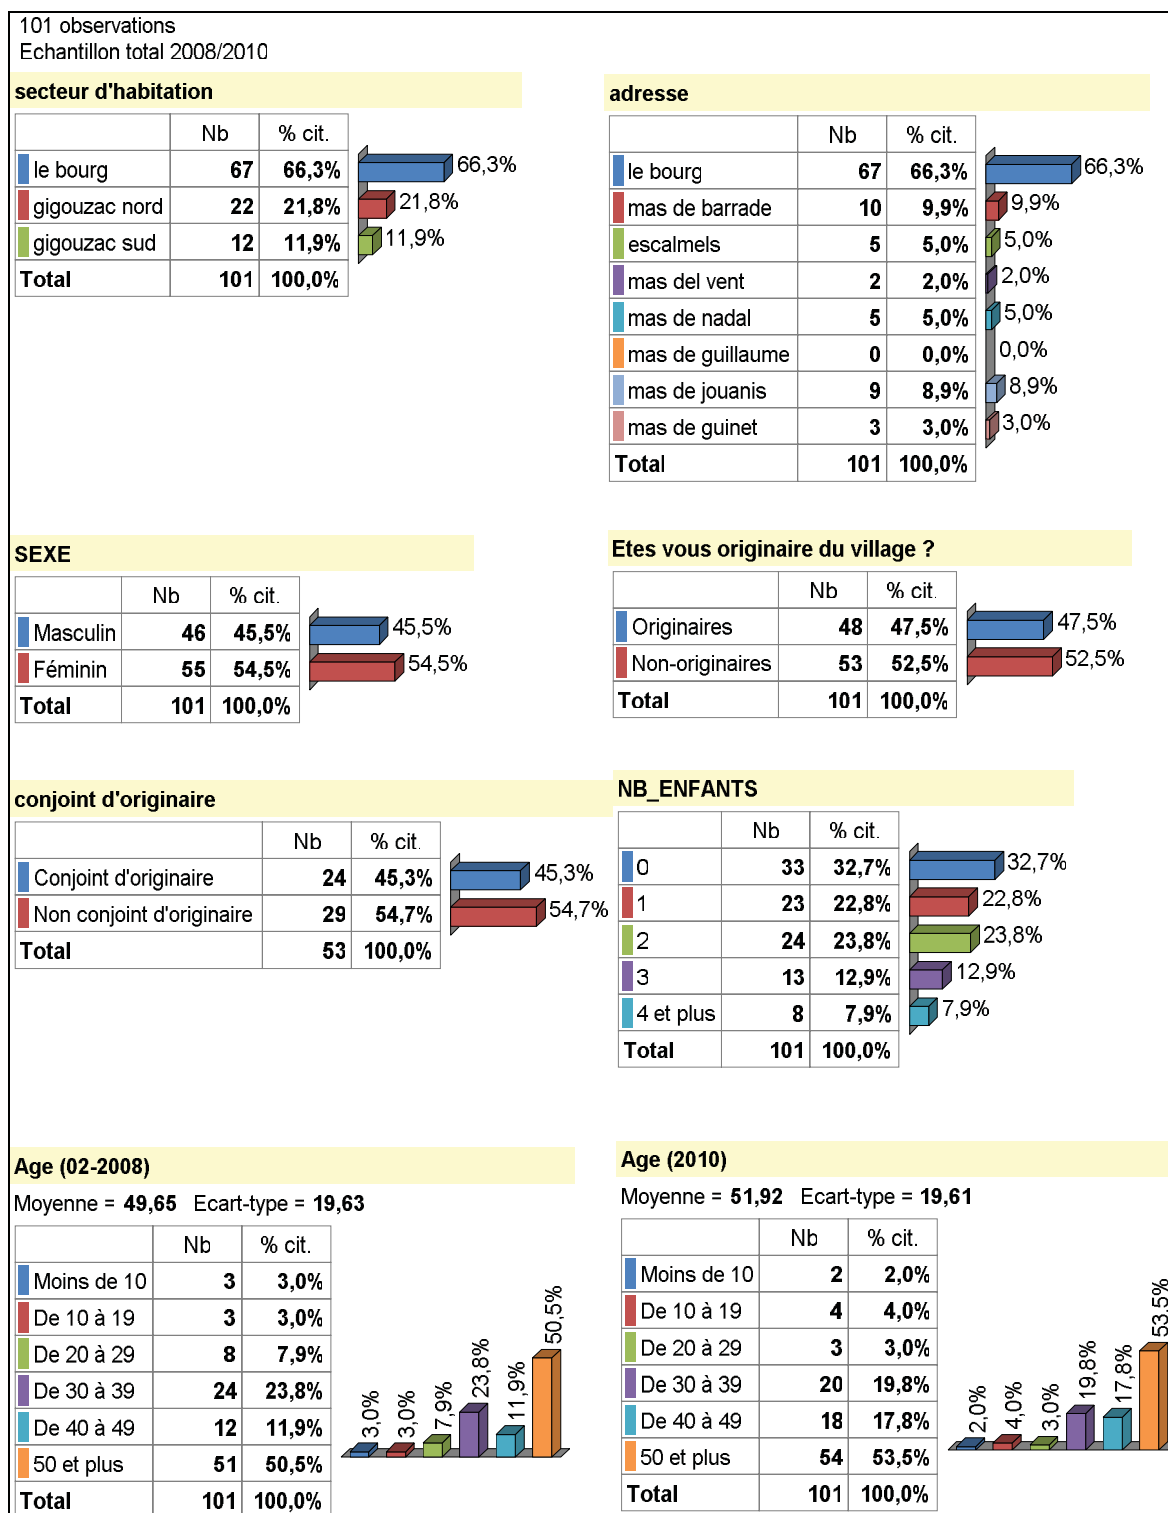 101 observations
Echantillon total 2008/2010
secteur d'habitation
Nb % cit.
le bourg 67 66,3% 66,3%
gigouzac nord 22 21,8% 21,8%
gigouzac sud 12 11,9% 11,9%
Total 101 100,0%
adresse
Nb % cit.
le bourg 67 66,3% 66,3%
mas de barrade 10 9,9% 9,9%
escalmels 5 5,0% 5,0%
mas del vent 2 2,0% 2,0%
mas de nadal 5 5,0% 5,0%
mas de guillaume 0 0,0% 0,0%
mas de jouanis 9 8,9% 8,9%
mas de guinet 3 3,0% 3,0%
Total 101 100,0%
SEXE
Nb % cit.
Masculin 46 45,5% 45,5%
Féminin 55 54,5% 54,5%
Total 101 100,0%
Etes vous originaire du village ?
Nb % cit.
Originaires 48 47,5% 47,5%
Non-originaires 53 52,5% 52,5%
Total 101 100,0%
conjoint d'originaire
Nb % cit.
Conjoint d'originaire 24 45,3% 45,3%
Non conjoint d'originaire 29 54,7% 54,7%
Total 53 100,0%
NB_ENFANTS
Nb % cit.
0 33 32,7% 32,7%
1 23 22,8% 22,8%
2 24 23,8% 23,8%
3 13 12,9% 12,9%
4 et plus 8 7,9% 7,9%
Total 101 100,0%
Age (02-2008)
Moyenne = 49,65 Ecart-type = 19,63
Nb % cit.
Moins de 10 3 3,0%
De 10 à 19 3 3,0%
De 20 à 29 8 7,9%
De 30 à 39 24 23,8%
De 40 à 49 12 11,9%
50 et plus 51 50,5%
Total 101 100,0%
3,0% 3,0% 7,9% 23,8% 11,9% 50,5%
Age (2010)
Moyenne = 51,92 Ecart-type = 19,61
Nb % cit.
Moins de 10 2 2,0%
De 10 à 19 4 4,0%
De 20 à 29 3 3,0%
De 30 à 39 20 19,8%
De 40 à 49 18 17,8%
50 et plus 54 53,5%
Total 101 100,0%
2,0% 4,0% 3,0% 19,8% 17,8% 53,5%